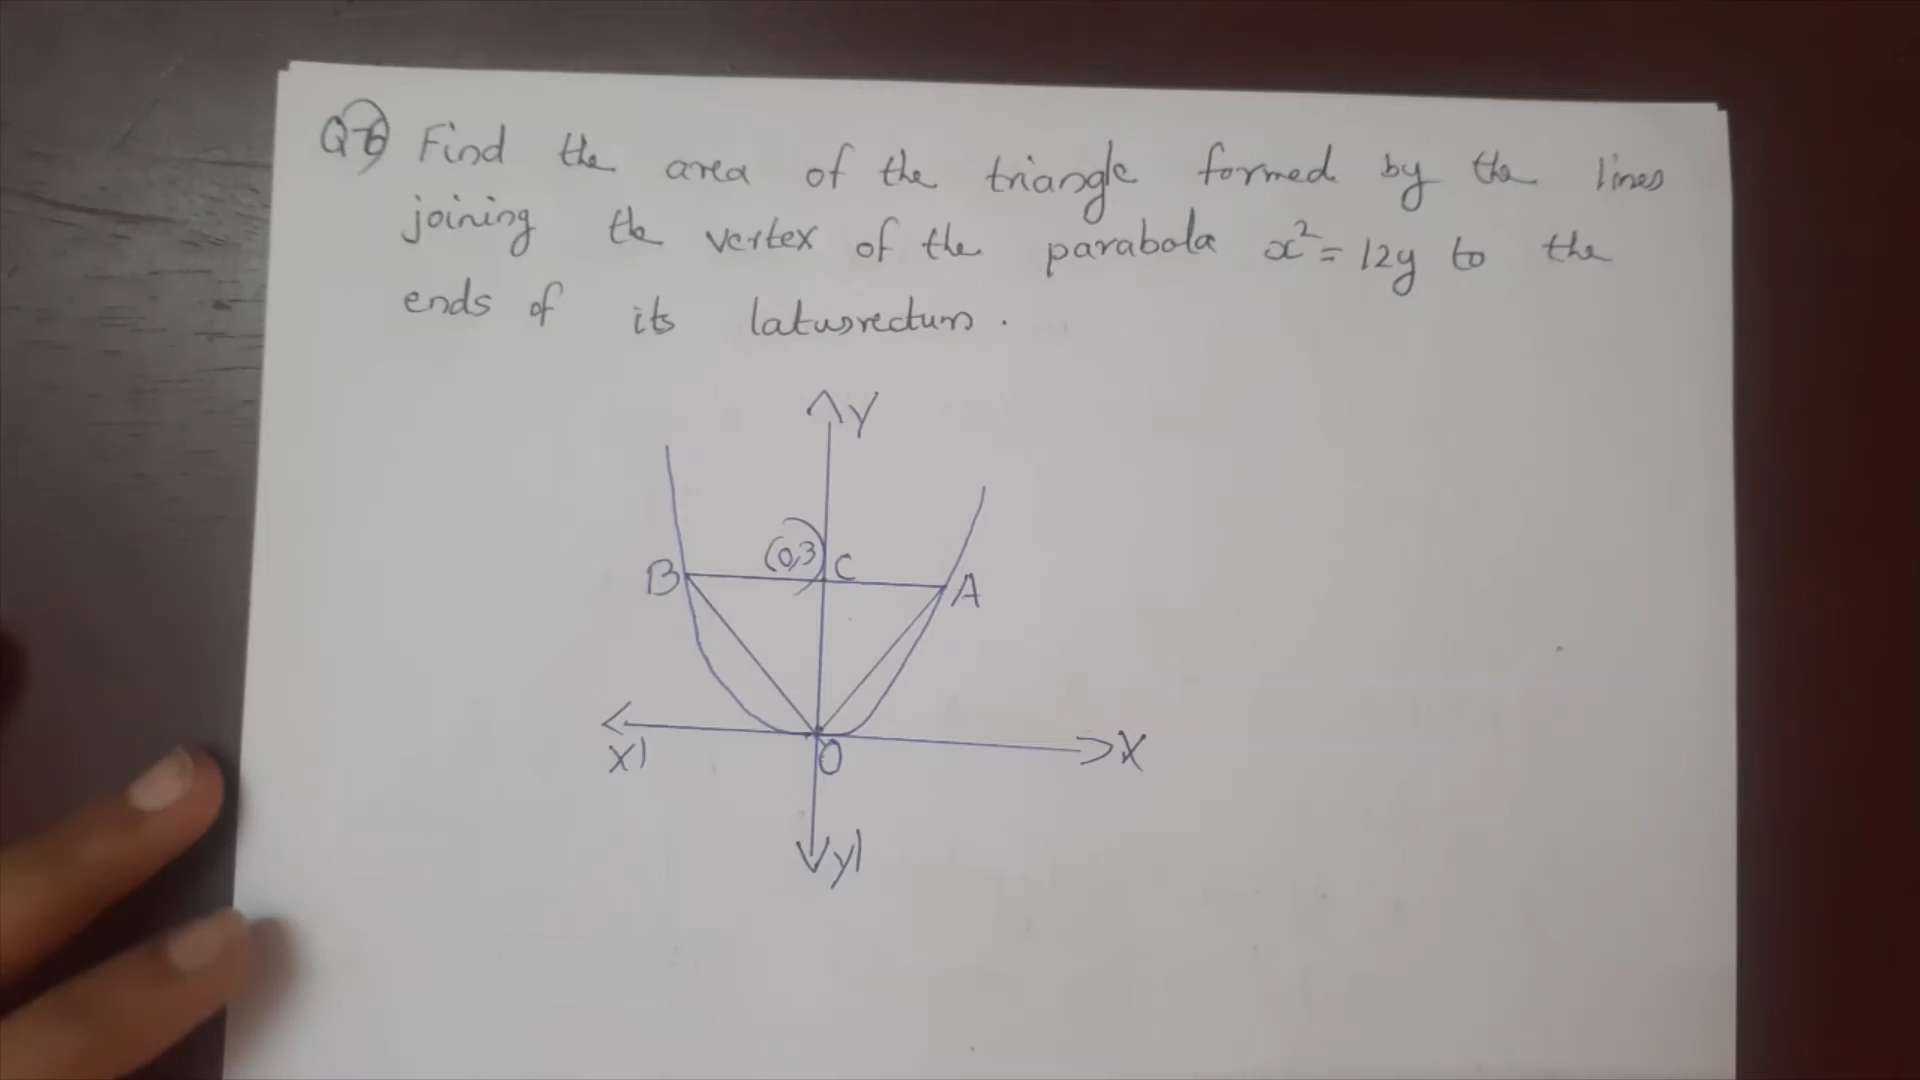 Q6) Find the area of the triangle formed by the lines
joining the vertex of the parabola x² = 12y to the
ends of its latusrectum.
Y
(0,3)
C
B
A
X'
O
X
Y'